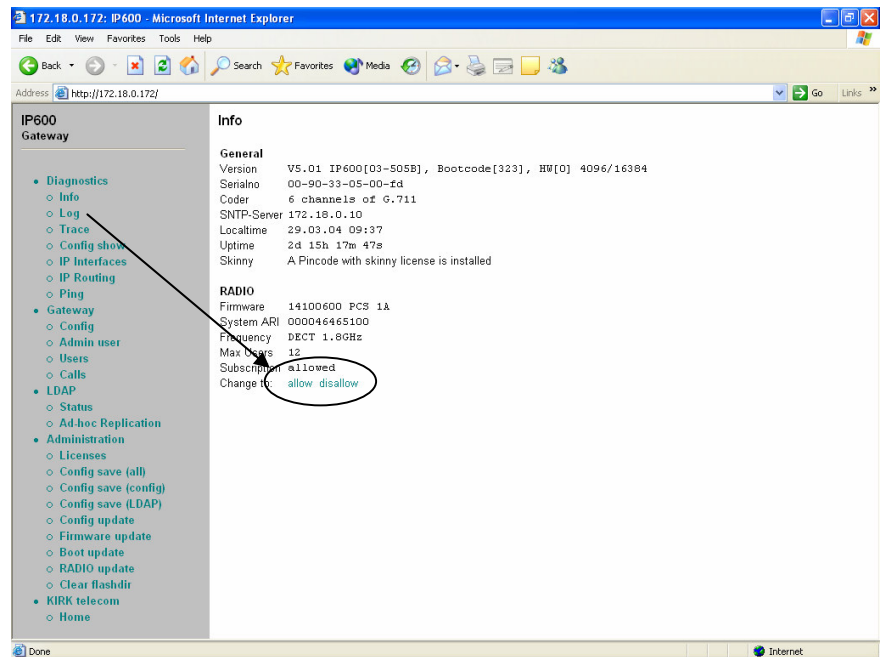 172.18.0.172: IP600 - Microsoft Internet Explorer
File Edit View Favorites Tools Help
Back Search Favorites Media
Address http://172.18.0.172/ Go Links »
IP600
Gateway
Diagnostics
Info
Log
Trace
Config show
IP Interfaces
IP Routing
Ping
Gateway
Config
Admin user
Users
Calls
LDAP
Status
Ad-hoc Replication
Administration
Licenses
Config save (all)
Config save (config)
Config save (LDAP)
Config update
Firmware update
Boot update
RADIO update
Clear flashdir
KIRK telecom
Home
Info
General
Version V5.01 IP600[03-505B], Bootcode[323], HW[0] 4096/16384
Serialno 00-90-33-05-00-fd
Coder 6 channels of G.711
SNTP-Server 172.18.0.10
Localtime 29.03.04 09:37
Uptime 2d 15h 17m 47s
Skinny A Pincode with skinny license is installed
RADIO
Firmware 14100600 PCS 1A
System ARI 000046465100
Frequency DECT 1.8GHz
Max Users 12
Subscription allowed
Change to: allow disallow
Done Internet